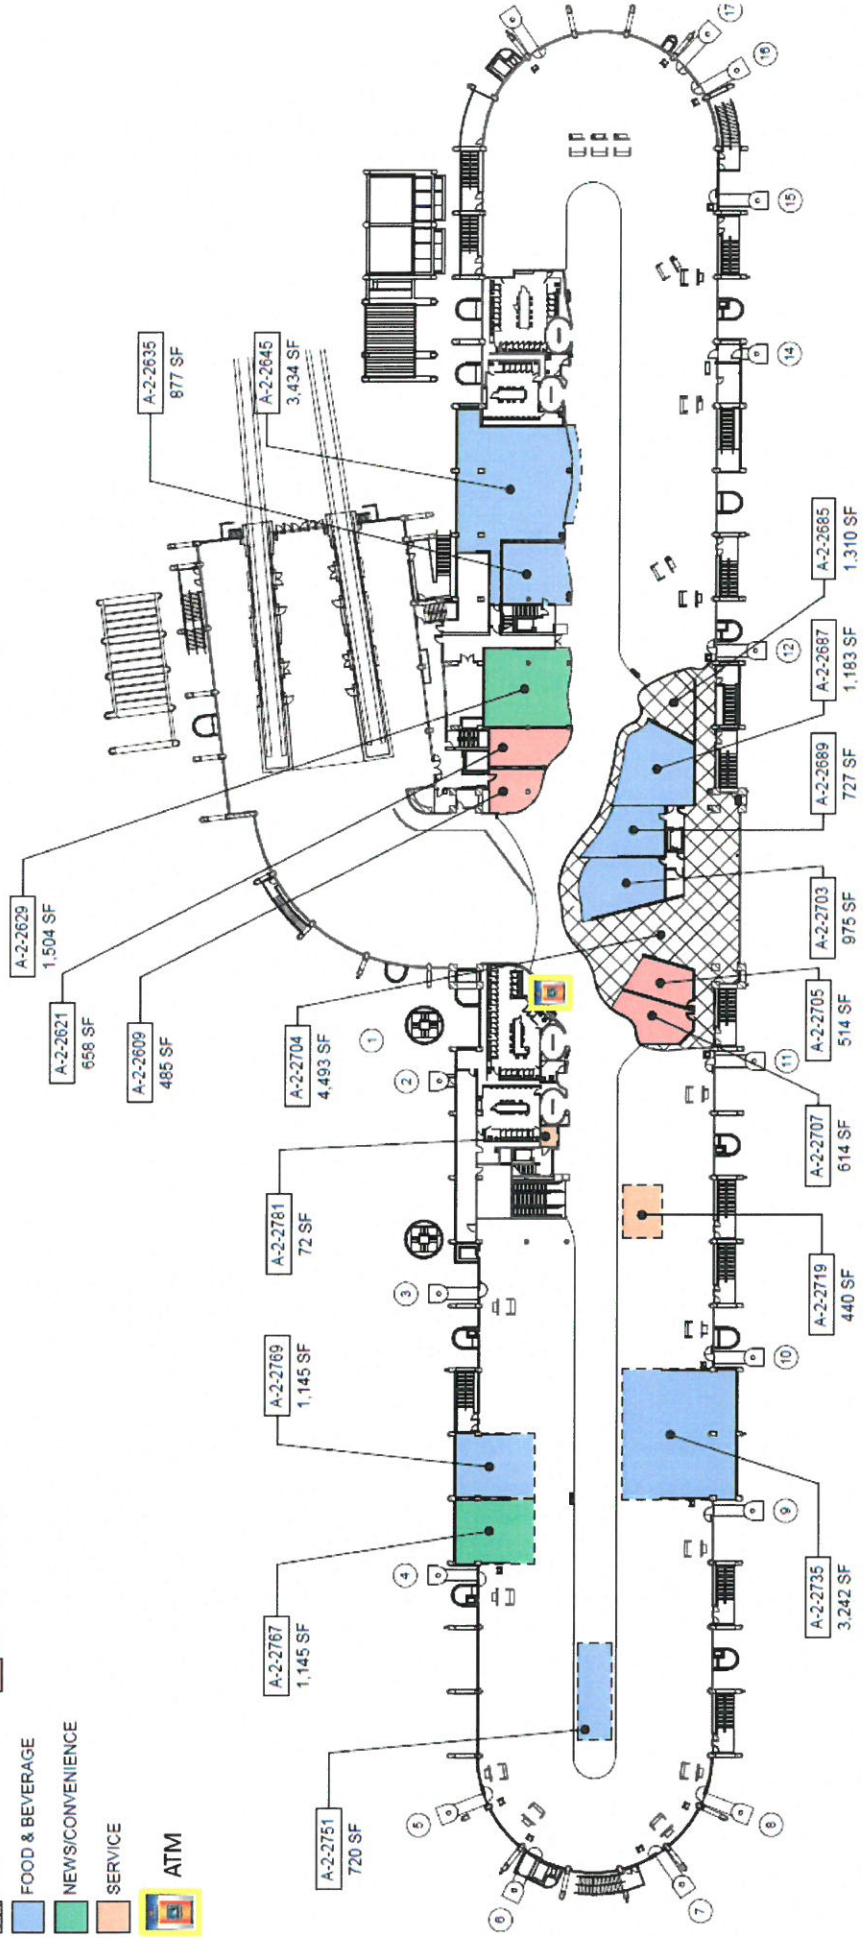 FOOD & BEVERAGE
NEWS/CONVENIENCE
SERVICE
ATM
A-2-2751
720 SF
A-2-2767
1,145 SF
A-2-2769
1,145 SF
A-2-2781
72 SF
A-2-2704
4,493 SF
A-2-2609
485 SF
A-2-2621
658 SF
A-2-2629
1,504 SF
A-2-2635
877 SF
A-2-2645
3,434 SF
A-2-2735
3,242 SF
A-2-2719
440 SF
A-2-2707
614 SF
A-2-2705
514 SF
A-2-2703
975 SF
A-2-2689
727 SF
A-2-2687
1,183 SF
A-2-2685
1,310 SF
1
2
3
4
5
6
7
8
9
10
11
12
14
15
16
17